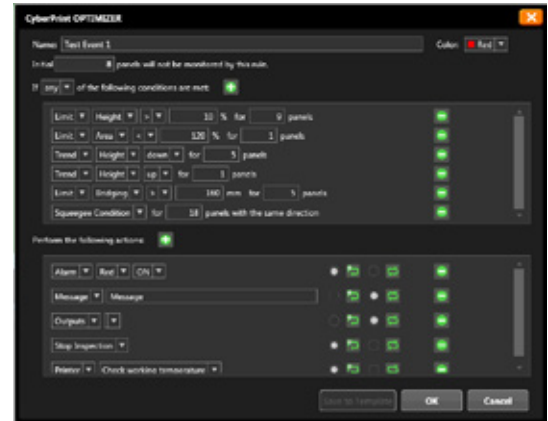 CyberPrint OPTIMIZER
Name: Test Event 1 Color: Red
Initial 8 panels will not be monitored by this rule.
If any of the following conditions are met:
Limit Height > 10 % for 9 panels
Limit Area < 120 % for 1 panels
Trend Height down for 5 panels
Trend Height up for 1 panels
Limit Bridging > 160 mm for 5 panels
Squeegee Condition for 18 panels with the same direction
Perform the following actions:
Alarm Red ON
Message Message
Outputs
Stop Inspection
Printer Check working temperature
Save to Template OK Cancel